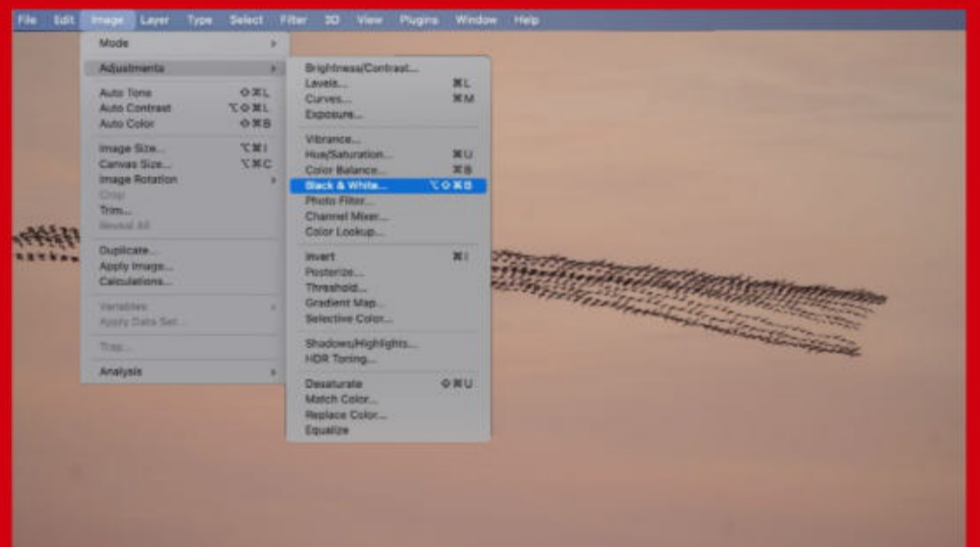 File Edit Image Layer Type Select Filter 3D View Plugins Window Help
Mode
Adjustments
Auto Tone ⇧⌘L
Auto Contrast ⌥⇧⌘L
Auto Color ⇧⌘B
Image Size... ⌥⌘I
Canvas Size... ⌥⌘C
Image Rotation
Crop
Trim...
Reveal All
Duplicate...
Apply Image...
Calculations...
Variables
Apply Data Set...
Trap...
Analysis
Brightness/Contrast...
Levels... ⌘L
Curves... ⌘M
Exposure...
Vibrance...
Hue/Saturation... ⌘U
Color Balance... ⌘B
Black & White... ⌥⇧⌘B
Photo Filter...
Channel Mixer...
Color Lookup...
Invert ⌘I
Posterize...
Threshold...
Gradient Map...
Selective Color...
Shadows/Highlights...
HDR Toning...
Desaturate ⇧⌘U
Match Color...
Replace Color...
Equalize